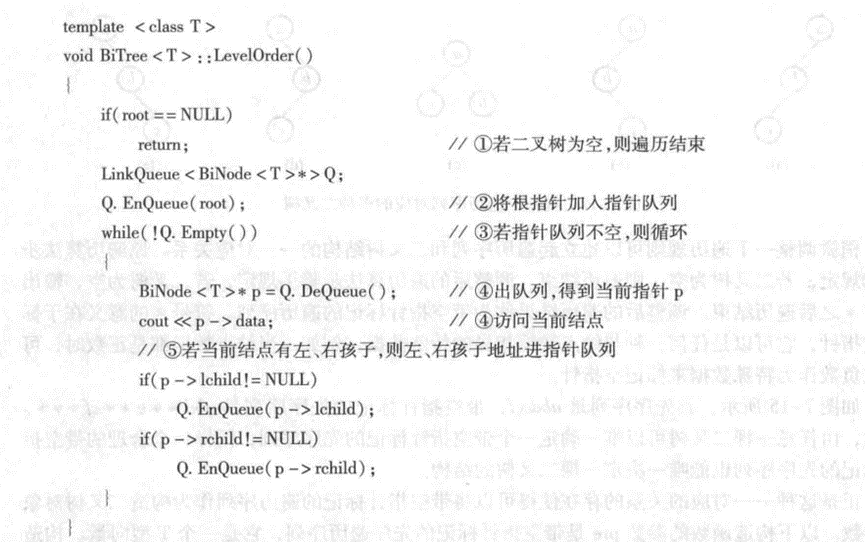 template <class T>
void BiTree<T>::LevelOrder()
{
if(root==NULL)
return; // ①若二叉树为空,则遍历结束
LinkQueue<BiNode<T>*>Q;
Q. EnQueue(root); // ②将根指针加入指针队列
while(!Q. Empty()) // ③若指针队列不空,则循环
{
BiNode<T>* p=Q. DeQueue(); // ④出队列,得到当前指针 p
cout<<p->data; // ④访问当前结点
// ⑤若当前结点有左、右孩子,则左、右孩子地址进指针队列
if(p->lchild!=NULL)
Q. EnQueue(p->lchild);
if(p->rchild!=NULL)
Q. EnQueue(p->rchild);
}
}